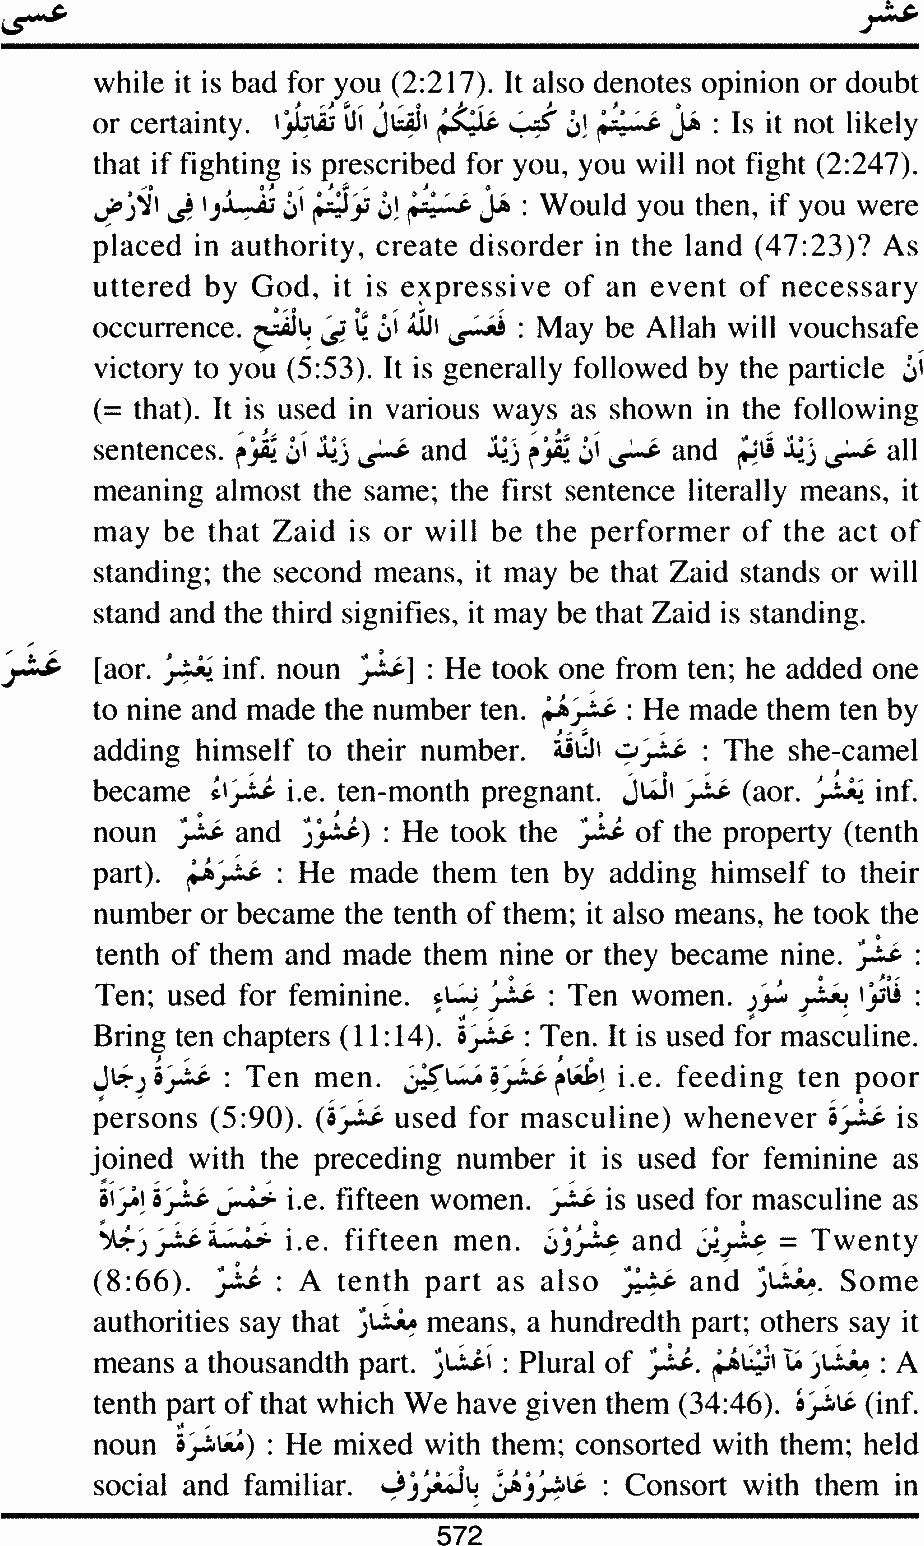 عسى عشر
while it is bad for you (2:217). It also denotes opinion or doubt
or certainty. هَلْ عَسَيْتُمْ اِنْ كُتِبَ عَلَيْكُمُ الْقِتَالُ اَلَّا تُقَاتِلُوْا : Is it not likely
that if fighting is prescribed for you, you will not fight (2:247).
هَلْ عَسَيْتُمْ اِنْ تَوَلَّيْتُمْ اَنْ تُفْسِدُوا فِى الْاَرْضِ : Would you then, if you were
placed in authority, create disorder in the land (47:23)? As
uttered by God, it is expressive of an event of necessary
occurrence. فَعَسَى اللّٰهُ اَنْ يَّاْ تِىَ بِالْفَتْحِ : May be Allah will vouchsafe
victory to you (5:53). It is generally followed by the particle اَنْ
(= that). It is used in various ways as shown in the following
sentences. عسٰى زَيْدٌ اَنْ يَّقُوْمَ and عسٰى اَنْ يَّقُوْمَ زَيْدٌ and عسٰى زَيْدٌ قَائِمٌ all
meaning almost the same; the first sentence literally means, it
may be that Zaid is or will be the performer of the act of
standing; the second means, it may be that Zaid stands or will
stand and the third signifies, it may be that Zaid is standing.
عَشَرَ [aor. يَعْشِرُ inf. noun عَشْرٌ] : He took one from ten; he added one
to nine and made the number ten. عَشَرَهُمْ : He made them ten by
adding himself to their number. عَشَرَتِ النَّاقَةُ : The she-camel
became عُشَرَاءُ i.e. ten-month pregnant. عَشَرَ الْمَالَ (aor. يَعْشُرُ inf.
noun عَشْرٌ and عُشُوْرٌ) : He took the عُشْرُ of the property (tenth
part). عَشَرَهُمْ : He made them ten by adding himself to their
number or became the tenth of them; it also means, he took the
tenth of them and made them nine or they became nine. عَشْرٌ :
Ten; used for feminine. عَشْرُ نِسَاءٍ : Ten women. فَأْتُوْا بِعَشْرِ سُوَرٍ :
Bring ten chapters (11:14). عَشَرَةٌ : Ten. It is used for masculine.
عَشَرَةُ رِجَالٍ : Ten men. اِطْعَامُ عَشَرَةِ مَسَاكِيْنَ i.e. feeding ten poor
persons (5:90). (عَشَرَة used for masculine) whenever عَشَرَة is
joined with the preceding number it is used for feminine as
خَمْسَ عَشْرَةَ اِمْرَاَةً i.e. fifteen women. عَشَرَ is used for masculine as
خَمْسَةَ عَشَرَ رَجُلًا i.e. fifteen men. عِشْرُوْنَ and عِشْرِيْنَ = Twenty
(8:66). عُشْرٌ : A tenth part as also عَشِيْرٌ and مِعْشَارٌ. Some
authorities say that مِعْشَارٌ means, a hundredth part; others say it
means a thousandth part. اَعْشَارٌ : Plural of عُشْرٌ. مِعْشَارَ مَآ اٰتَيْنَاهُمْ : A
tenth part of that which We have given them (34:46). عَاشَرَهُ (inf.
noun مُعَاشَرَةٌ) : He mixed with them; consorted with them; held
social and familiar. عَاشِرُوْهُنَّ بِالْمَعْرُوْفِ : Consort with them in
572